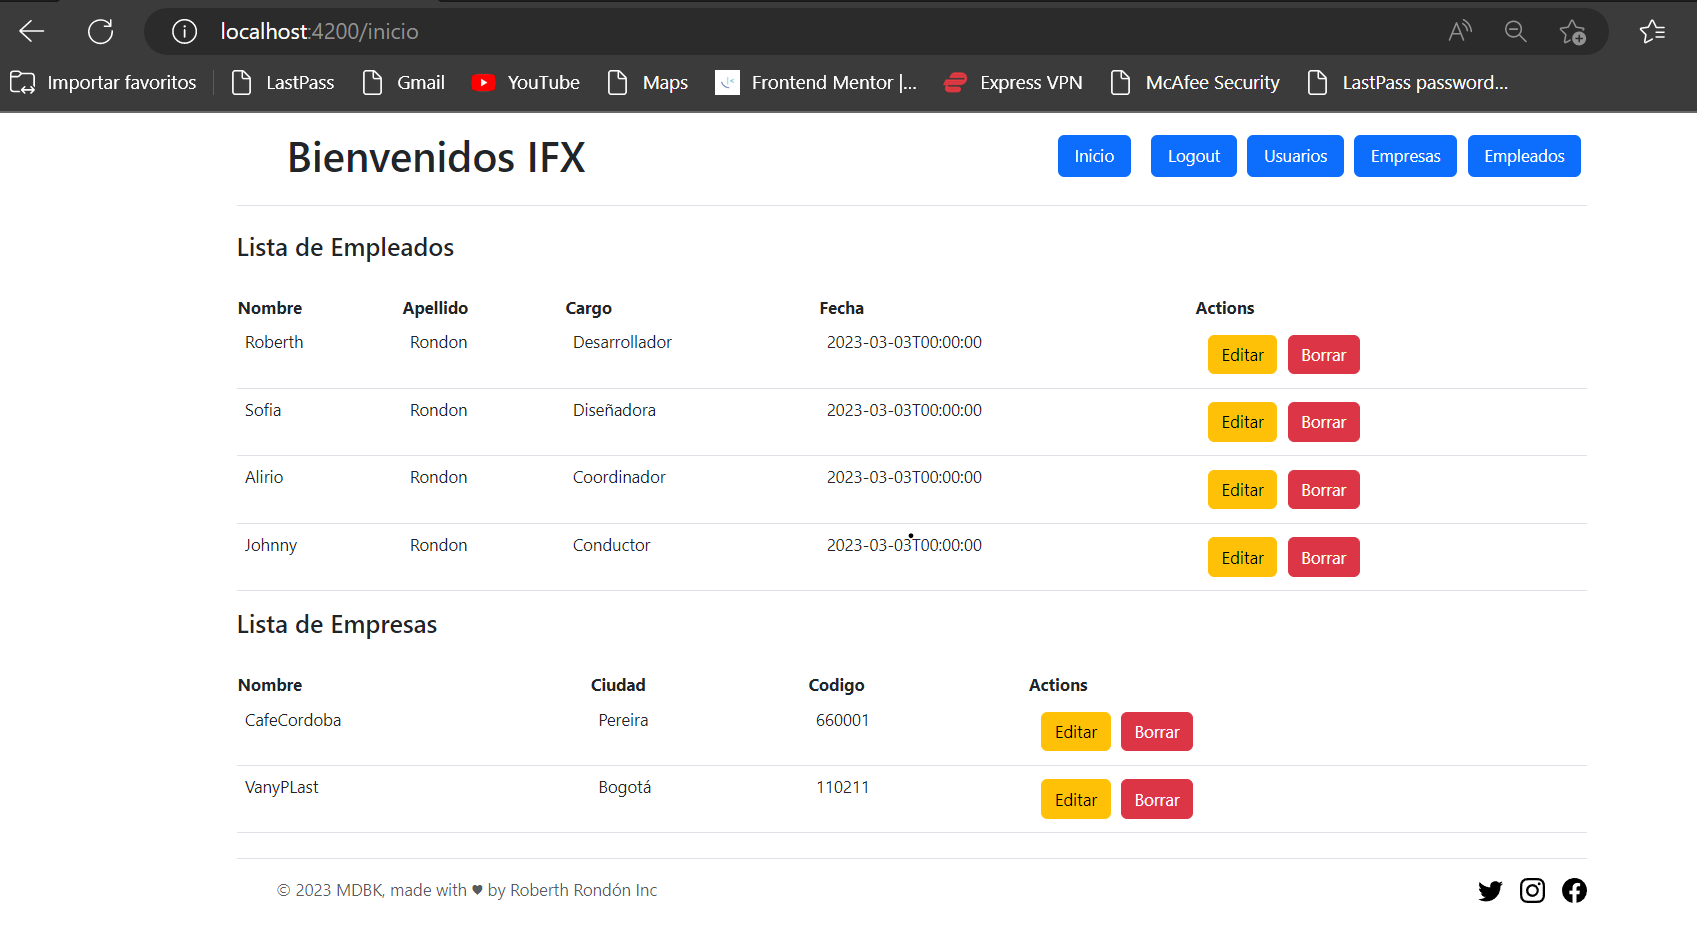 localhost:4200/inicio
Importar favoritos LastPass Gmail YouTube Maps Frontend Mentor |... Express VPN McAfee Security LastPass password...
Bienvenidos IFX Inicio Logout Usuarios Empresas Empleados
Lista de Empleados
Nombre Apellido Cargo Fecha Actions
Roberth Rondon Desarrollador 2023-03-03T00:00:00 Editar Borrar
Sofia Rondon Diseñadora 2023-03-03T00:00:00 Editar Borrar
Alirio Rondon Coordinador 2023-03-03T00:00:00 Editar Borrar
Johnny Rondon Conductor 2023-03-03T00:00:00 Editar Borrar
Lista de Empresas
Nombre Ciudad Codigo Actions
CafeCordoba Pereira 660001 Editar Borrar
VanyPLast Bogotá 110211 Editar Borrar
© 2023 MDBK, made with ♥ by Roberth Rondón Inc